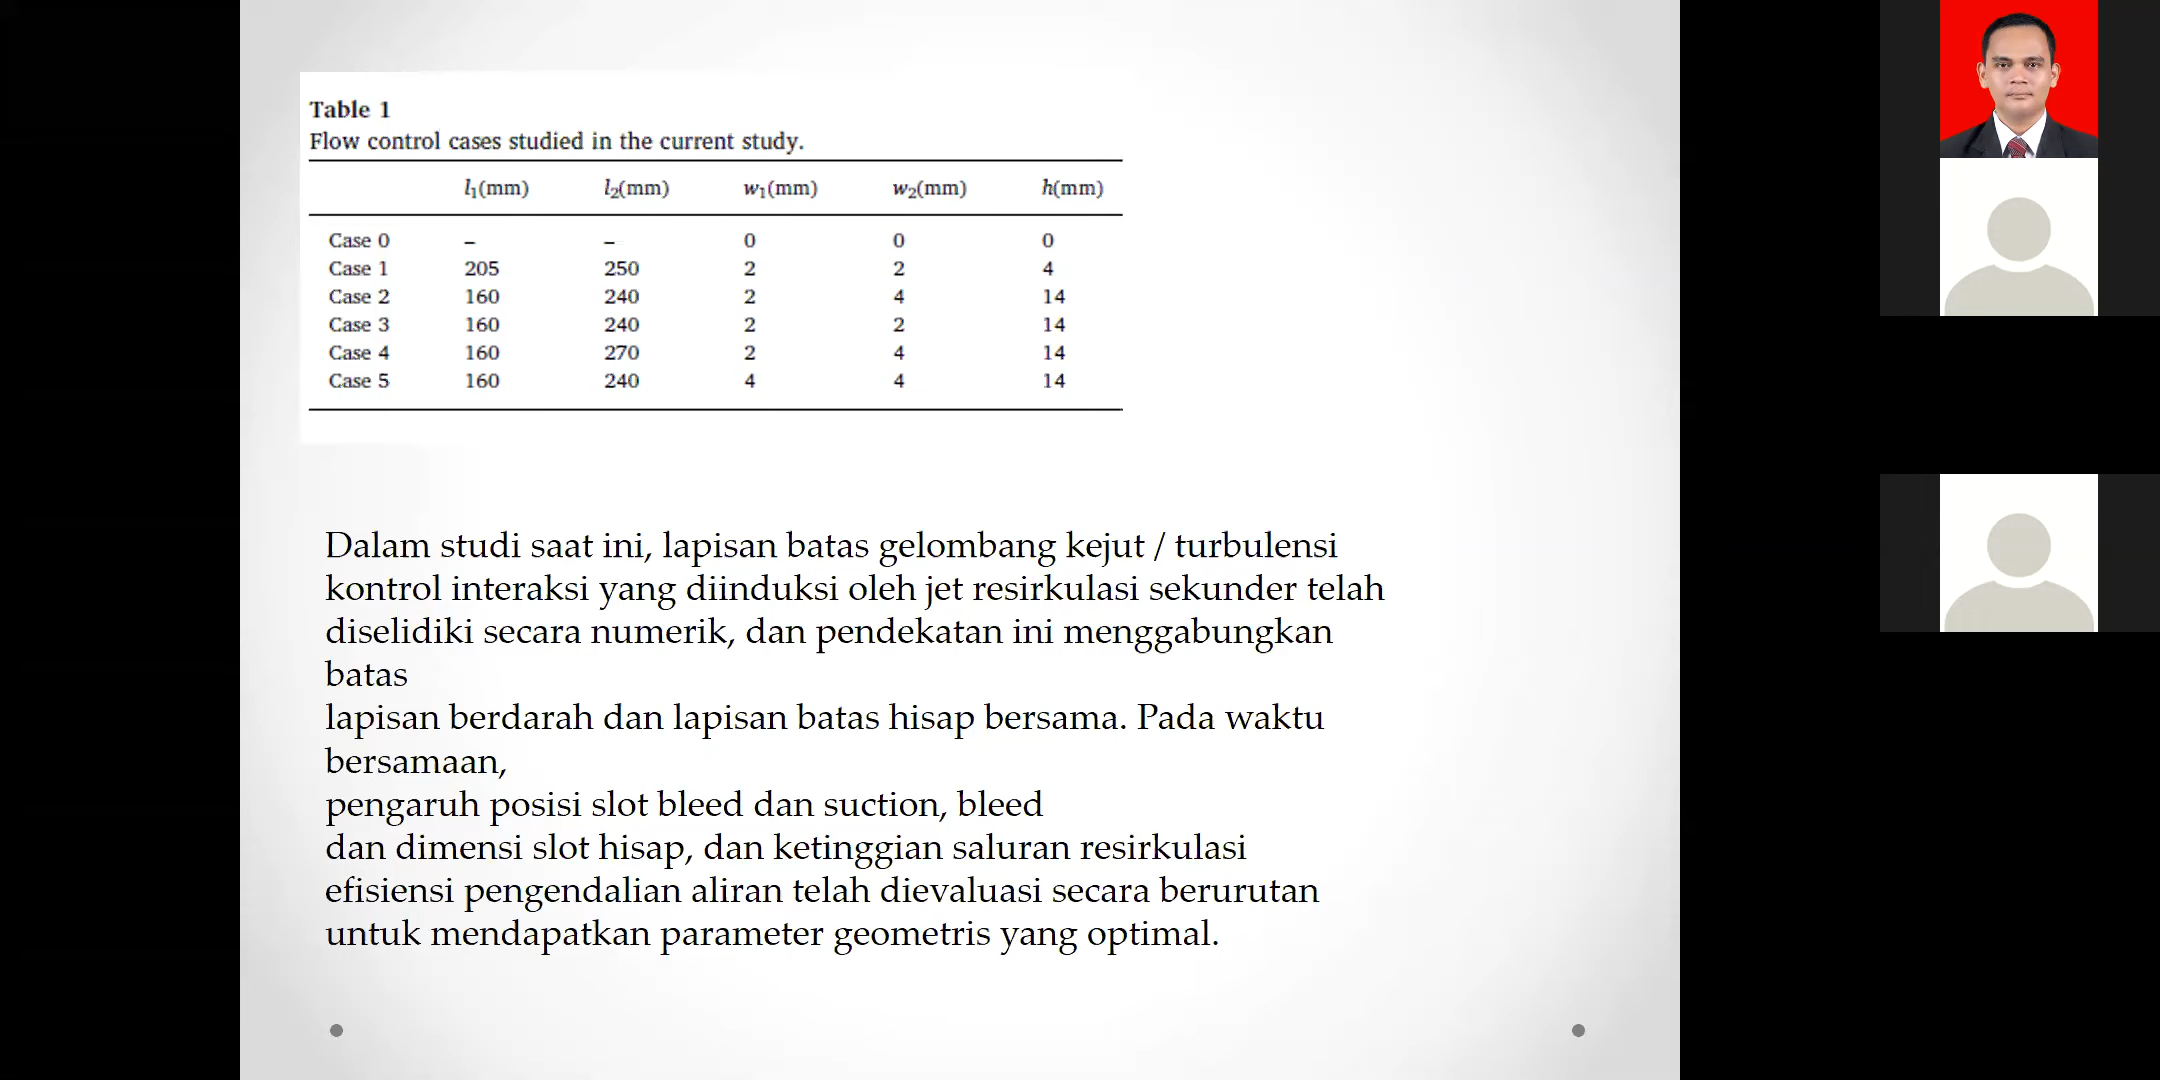 Table 1
Flow control cases studied in the current study.
l1(mm) l2(mm) w1(mm) w2(mm) h(mm)
Case 0 – – 0 0 0
Case 1 205 250 2 2 4
Case 2 160 240 2 4 14
Case 3 160 240 2 2 14
Case 4 160 270 2 4 14
Case 5 160 240 4 4 14
Dalam studi saat ini, lapisan batas gelombang kejut / turbulensi
kontrol interaksi yang diinduksi oleh jet resirkulasi sekunder telah
diselidiki secara numerik, dan pendekatan ini menggabungkan
batas
lapisan berdarah dan lapisan batas hisap bersama. Pada waktu
bersamaan,
pengaruh posisi slot bleed dan suction, bleed
dan dimensi slot hisap, dan ketinggian saluran resirkulasi
efisiensi pengendalian aliran telah dievaluasi secara berurutan
untuk mendapatkan parameter geometris yang optimal.